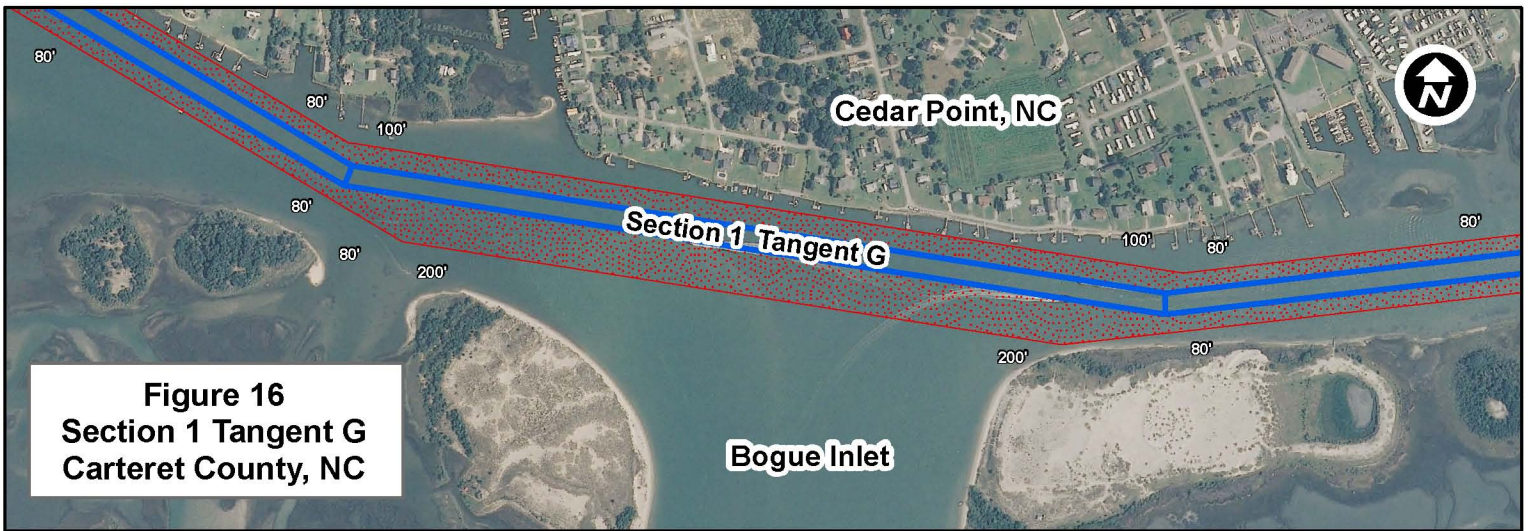 80'
80'
80'
100'
Cedar Point, NC
N
80'
80'
200'
Section 1 Tangent G
100'
80'
80'
200'
80'
Bogue Inlet
Figure 16
Section 1 Tangent G
Carteret County, NC